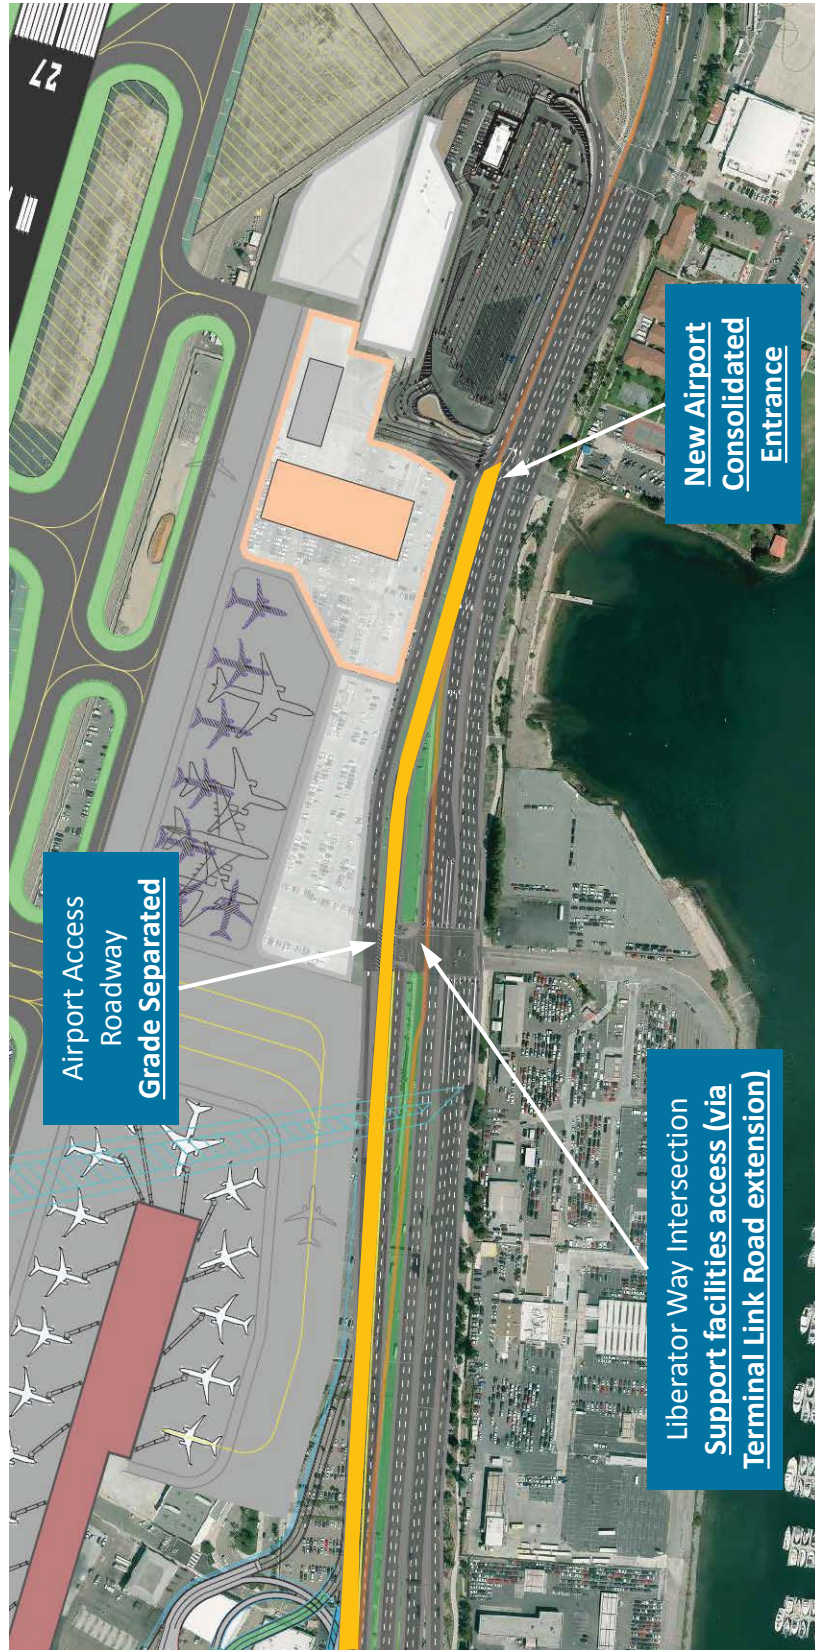 27
Airport Access
Roadway
Grade Separated
New Airport
Consolidated
Entrance
Liberator Way Intersection
Support facilities access (via
Terminal Link Road extension)